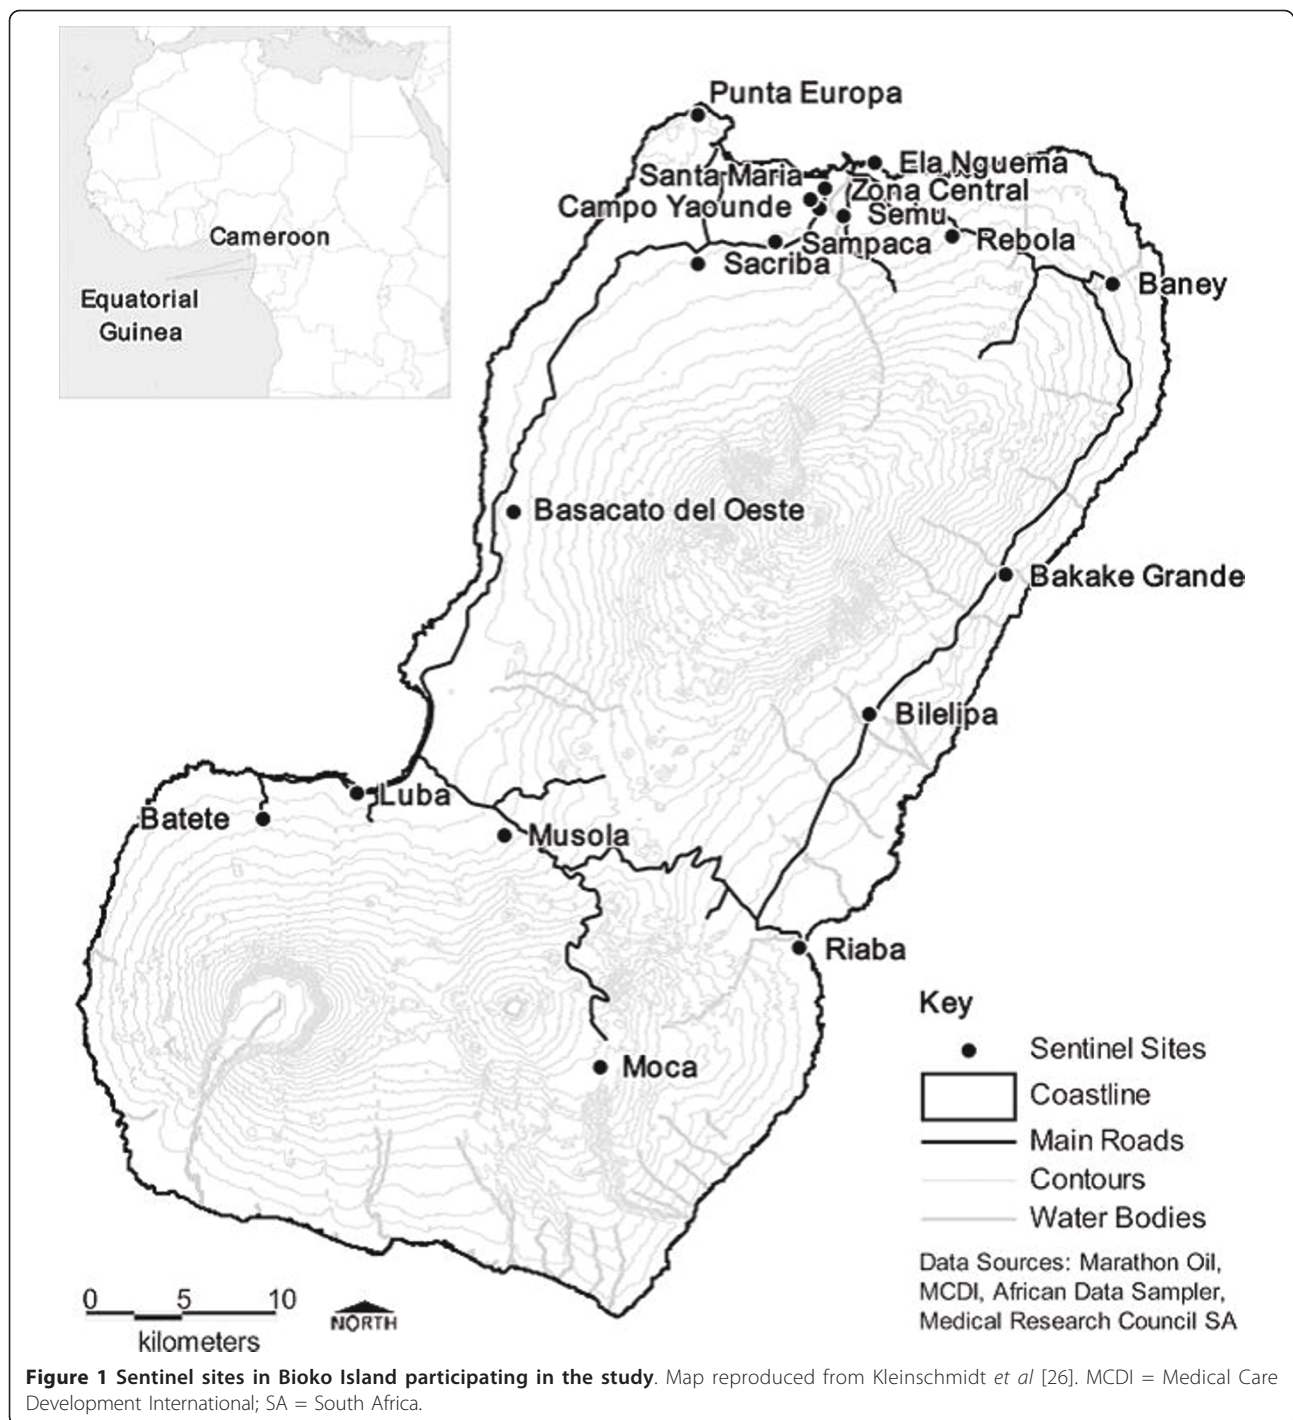 Punta Europa
Ela Nguema
Santa Maria
Zona Central
Campo Yaounde
Semu
Sampaca
Rebola
Sacriba
Baney
Cameroon
Equatorial
Guinea
Basacato del Oeste
Bakake Grande
Bilelipa
Luba
Batete
Musola
Riaba
Moca
Key
Sentinel Sites
Coastline
Main Roads
Contours
Water Bodies
Data Sources: Marathon Oil,
MCDI, African Data Sampler,
Medical Research Council SA
0 5 10
kilometers
NORTH
Figure 1 Sentinel sites in Bioko Island participating in the study. Map reproduced from Kleinschmidt et al [26]. MCDI = Medical Care
Development International; SA = South Africa.